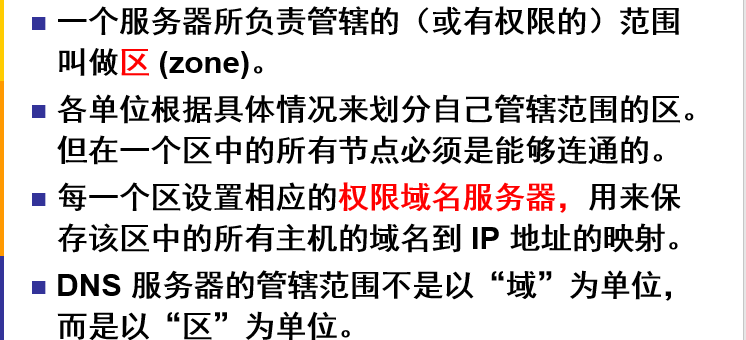 一个服务器所负责管辖的（或有权限的）范围
叫做区 (zone)。
各单位根据具体情况来划分自己管辖范围的区。
但在一个区中的所有节点必须是能够连通的。
每一个区设置相应的权限域名服务器，用来保
存该区中的所有主机的域名到 IP 地址的映射。
DNS 服务器的管辖范围不是以“域”为单位，
而是以“区”为单位。